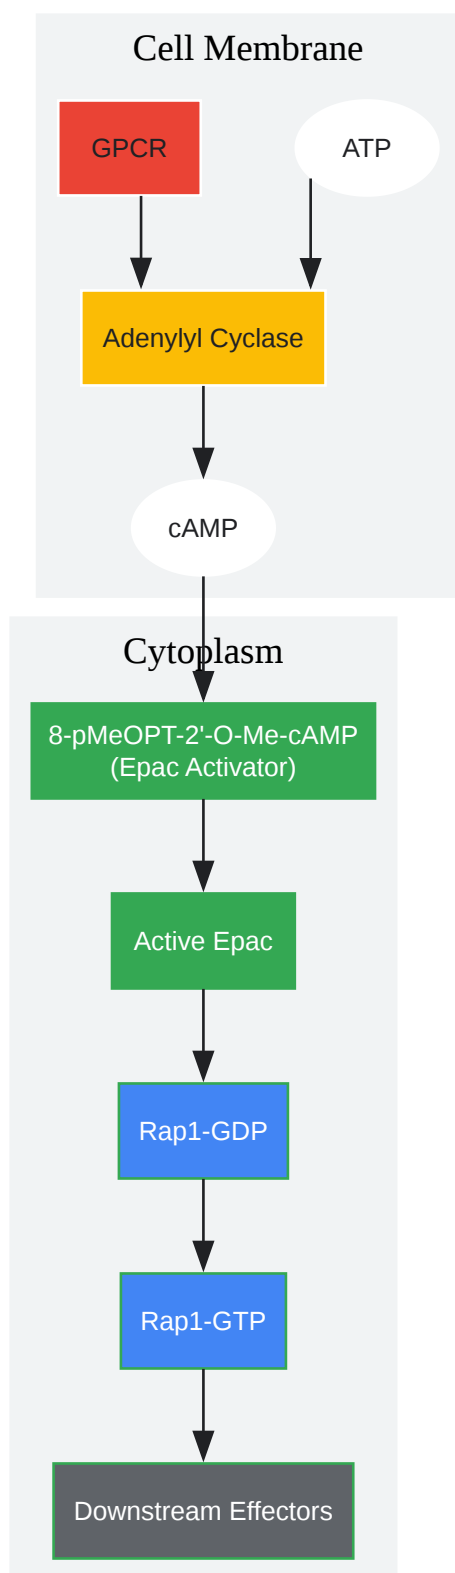 Cell Membrane
GPCR
ATP
Adenylyl Cyclase
cAMP
Cytoplasm
8-pMeOPT-2'-O-Me-cAMP
(Epac Activator)
Active Epac
Rap1-GDP
Rap1-GTP
Downstream Effectors